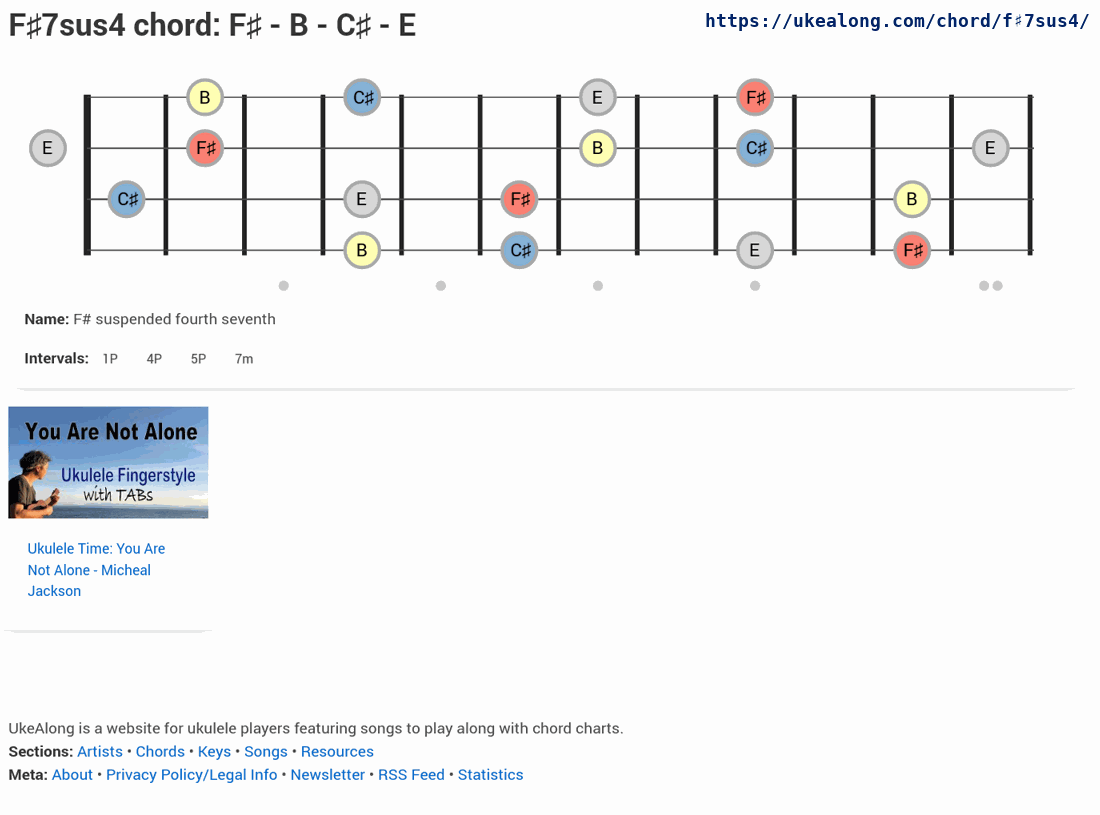 F♯7sus4 chord: F♯ - B - C♯ - E
https://ukealong.com/chord/f♯7sus4/
B C♯ E F♯
E F♯ B C♯ E
C♯ E F♯ B
B C♯ E F♯
Name: F# suspended fourth seventh
Intervals: 1P 4P 5P 7m
You Are Not Alone
Ukulele Fingerstyle
with TABs
Ukulele Time: You Are
Not Alone - Micheal
Jackson
UkeAlong is a website for ukulele players featuring songs to play along with chord charts.
Sections: Artists • Chords • Keys • Songs • Resources
Meta: About • Privacy Policy/Legal Info • Newsletter • RSS Feed • Statistics